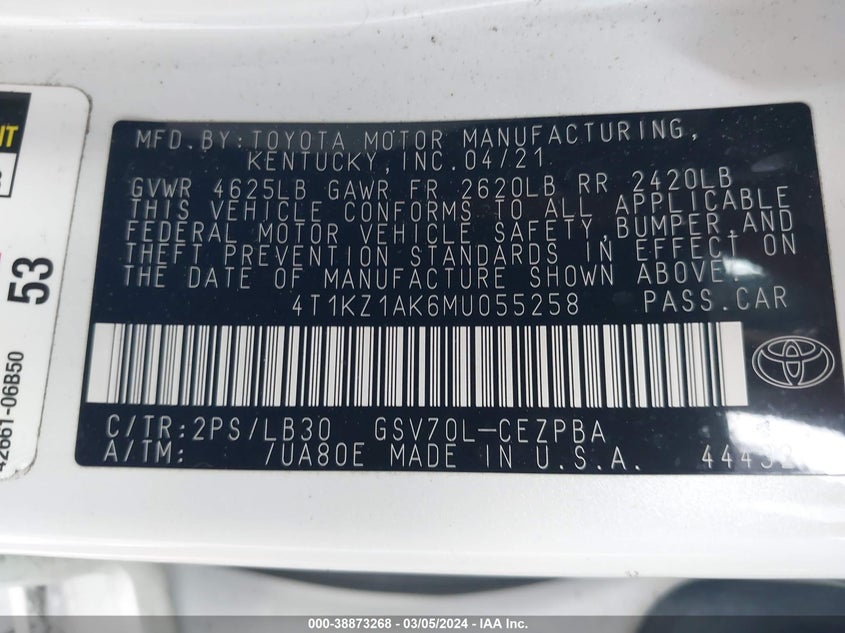 MFD. BY: TOYOTA MOTOR MANUFACTURING,
KENTUCKY, INC. 04/21
GVWR 4625LB GAWR FR 2620LB RR 2420LB
THIS VEHICLE CONFORMS TO ALL APPLICABLE
FEDERAL MOTOR VEHICLE SAFETY, BUMPER, AND
THEFT PREVENTION STANDARDS IN EFFECT ON
THE DATE OF MANUFACTURE SHOWN ABOVE.
4T1KZ1AK6MU055258 PASS.CAR
C/TR: 2PS/LB30 GSV70L-CEZPBA
A/TM: /UA80E MADE IN U.S.A.
53
42661-06B50
000-38873268 - 03/05/2024 - IAA Inc.